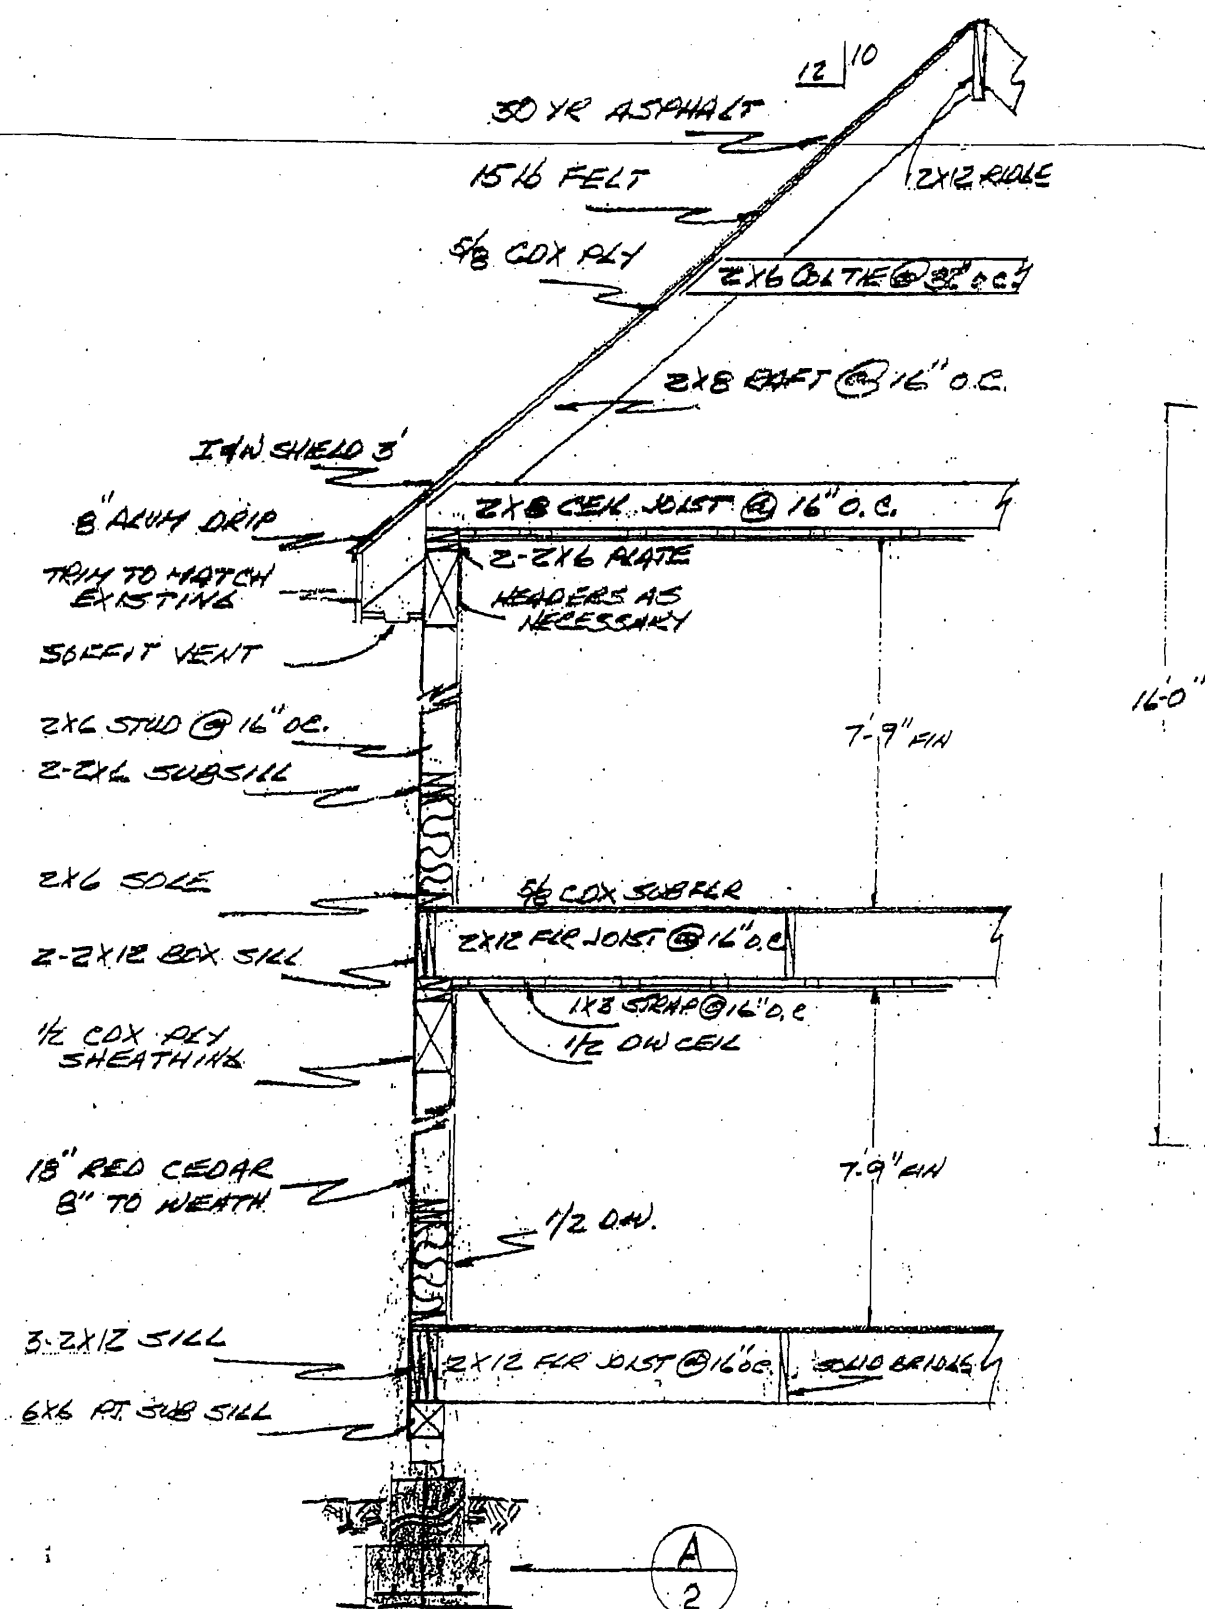 12 10
30 YR ASPHALT
15 lb FELT
2X12 RIDGE
5/8 CDX PLY
2X6 COL TIE @ 32" O.C.
2X8 RAFT @ 16" O.C.
I&W SHIELD 3'
2X8 CEIL JOIST @ 16" O.C.
8" ALUM DRIP
2-2X6 PLATE
TRIM TO MATCH
EXISTING
HEADERS AS
NECESSARY
SOFFIT VENT
16'-0"
2X6 STUD @ 16" OC.
7'-9" FIN
2-2X6 SUBSILL
2X6 SOLE
5/8 CDX SUBFLR
2-2X12 BOX SILL
2X12 FLR JOIST @ 16" O.C
1X3 STRAP @ 16" O.C
1/2 DW CEIL
1/2 CDX PLY
SHEATHING
18" RED CEDAR
8" TO WEATH
7'-9" FIN
1/2 D.W.
3-2X12 SILL
2X12 FLR JOIST @ 16" OC
SOLID BRIDG
6X6 P.T. SUB SILL
A
2